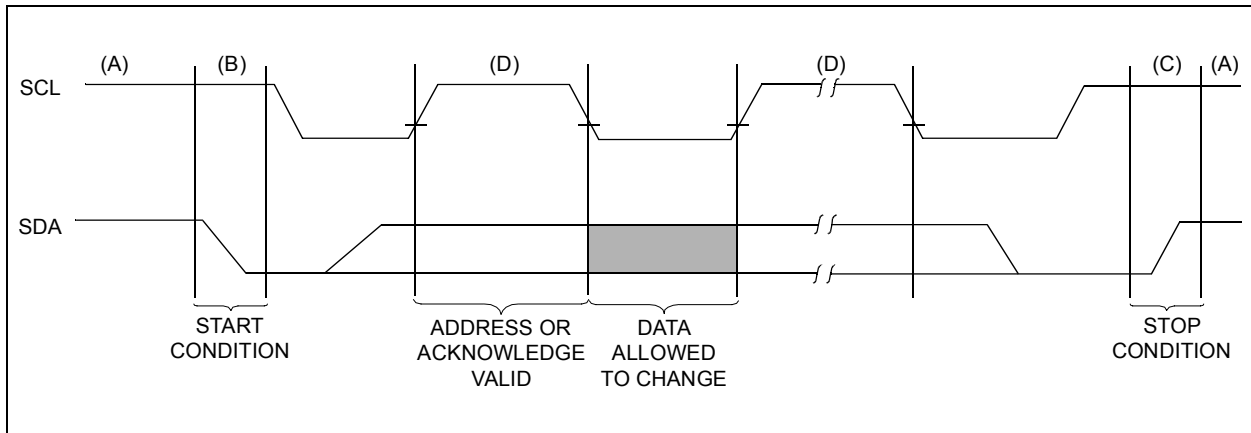 (A) (B) (D) (D) (C) (A)
SCL
SDA
START
CONDITION
ADDRESS OR
ACKNOWLEDGE
VALID
DATA
ALLOWED
TO CHANGE
STOP
CONDITION